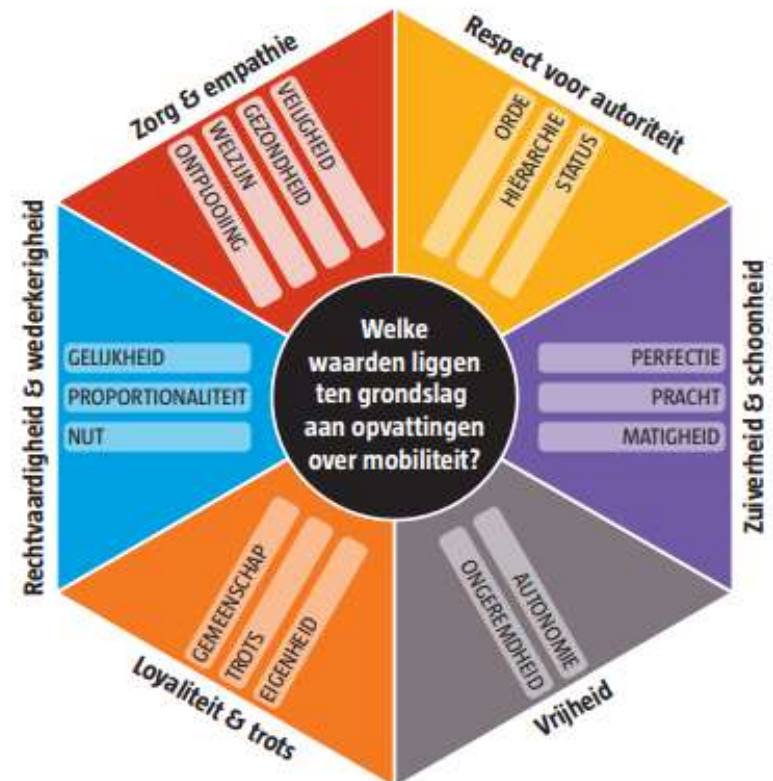 Zorg & empathie
ONTPLOOIING
WELZIJN
GEZONDHEID
VEILIGHEID
Respect voor autoriteit
ORDE
HIËRARCHIE
STATUS
Rechtvaardigheid & wederkerigheid
GELIJKHEID
PROPORTIONALITEIT
NUT
Welke
waarden liggen
ten grondslag
aan opvattingen
over mobiliteit?
Zuiverheid & schoonheid
PERFECTIE
PRACHT
MATIGHEID
Loyaliteit & trots
GEMEENSCHAP
TROTS
EIGENHEID
Vrijheid
ONGEREMDHEID
AUTONOMIE